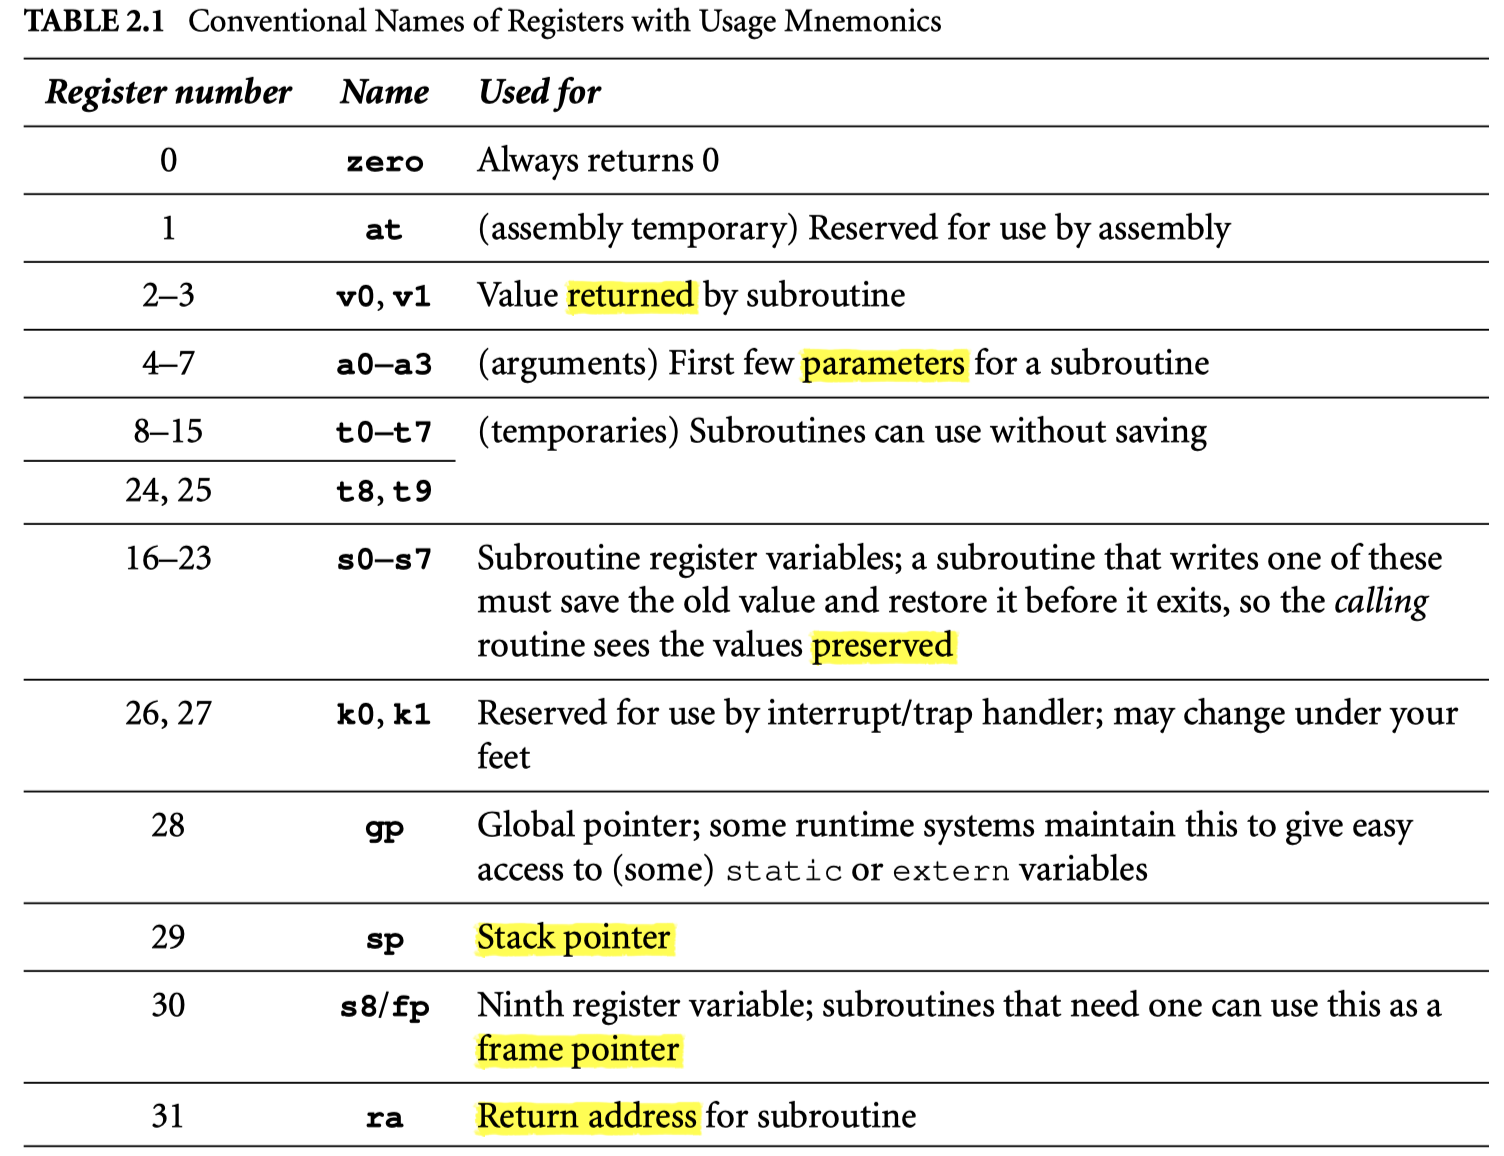 TABLE 2.1 Conventional Names of Registers with Usage Mnemonics
Register number Name Used for
0 zero Always returns 0
1 at (assembly temporary) Reserved for use by assembly
2–3 v0, v1 Value returned by subroutine
4–7 a0–a3 (arguments) First few parameters for a subroutine
8–15 t0–t7 (temporaries) Subroutines can use without saving
24, 25 t8, t9
16–23 s0–s7 Subroutine register variables; a subroutine that writes one of these
must save the old value and restore it before it exits, so the calling
routine sees the values preserved
26, 27 k0, k1 Reserved for use by interrupt/trap handler; may change under your
feet
28 gp Global pointer; some runtime systems maintain this to give easy
access to (some) static or extern variables
29 sp Stack pointer
30 s8/fp Ninth register variable; subroutines that need one can use this as a
frame pointer
31 ra Return address for subroutine